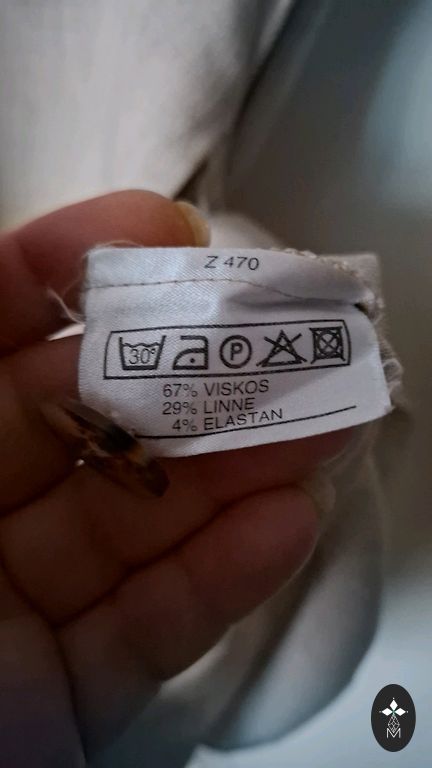 Z 470
30°
P
67% VISKOS
29% LINNE
4% ELASTAN
M